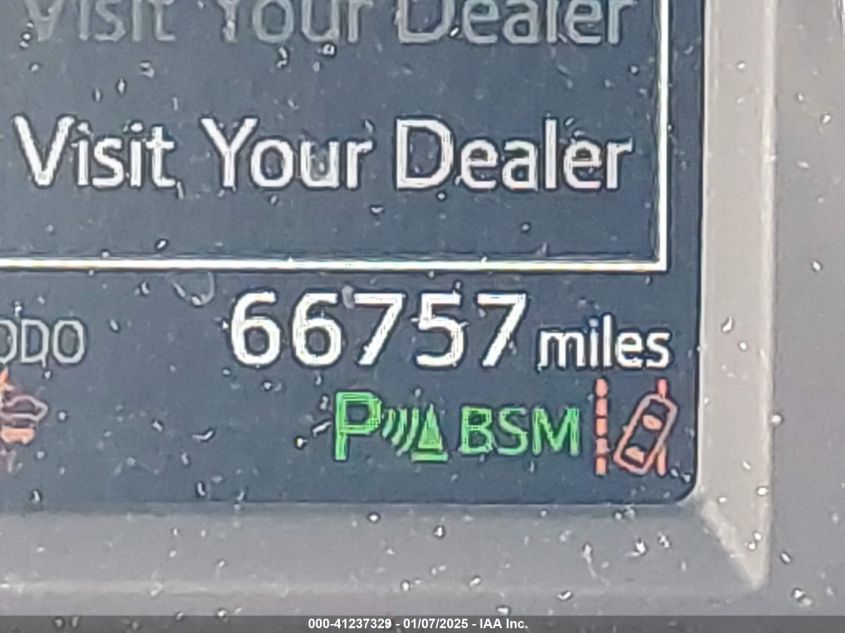 Visit Your Dealer
Visit Your Dealer
ODO 66757 miles
P BSM
000-41237329 - 01/07/2025 - IAA Inc.